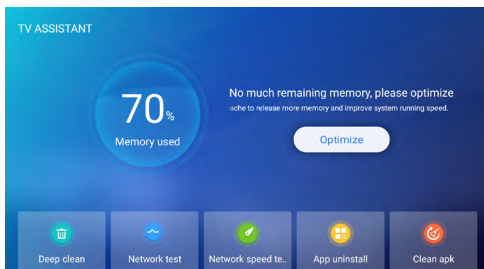 TV ASSISTANT
70%
Memory used
No much remaining memory, please optimize
ache to release more memory and improve system running speed.
Optimize
Deep clean
Network test
Network speed te..
App uninstall
Clean apk